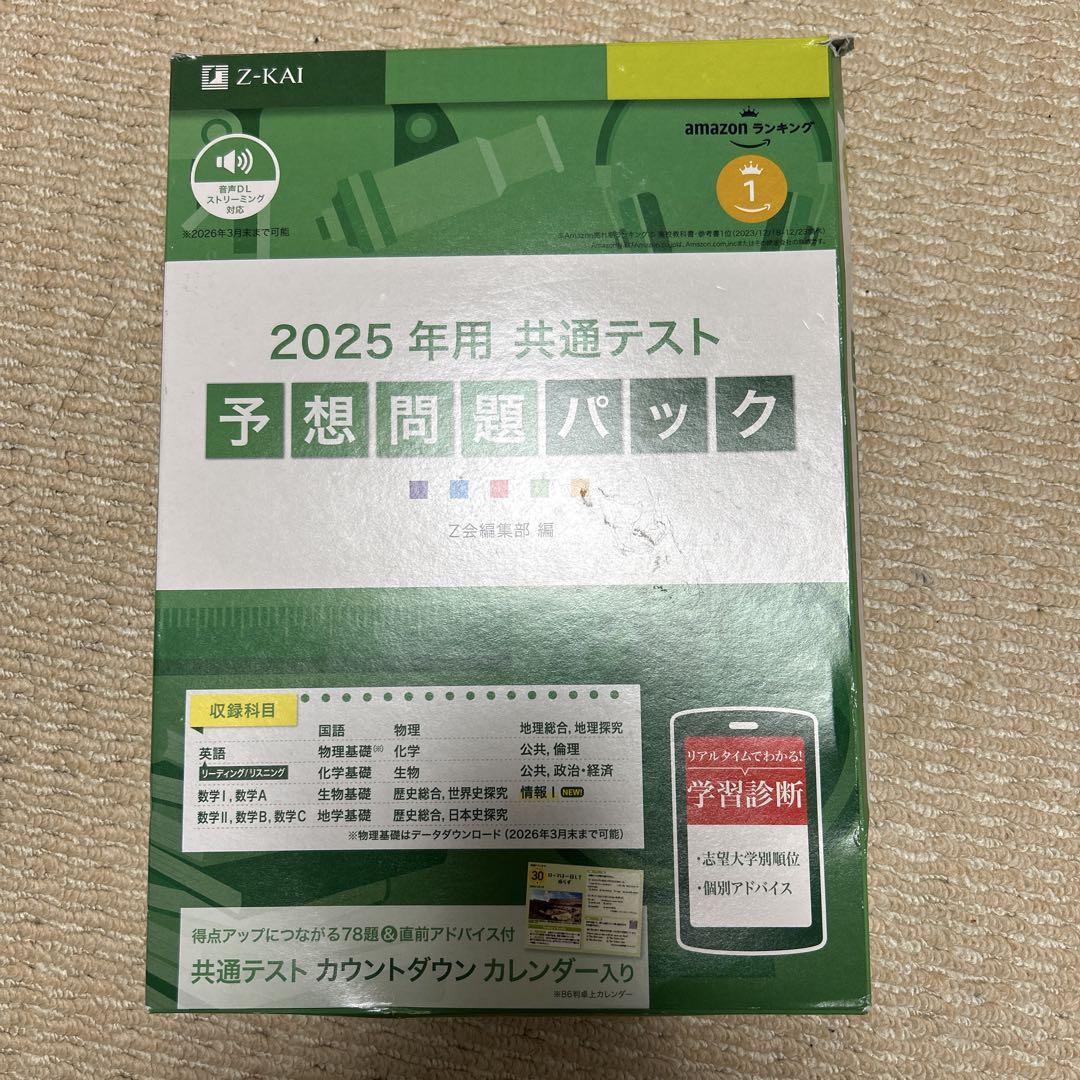 Z-KAI
音声DL
ストリーミング
対応
※2026年3月末まで可能
amazon ランキング
1
2025年用 共通テスト
予想問題パック
Z会編集部 編
収録科目
英語
リーディング/リスニング
数学Ⅰ, 数学A
数学Ⅱ, 数学B, 数学C
国語
物理基礎(※)
化学基礎
生物基礎
地学基礎
物理
化学
生物
歴史総合, 世界史探究
歴史総合, 日本史探究
地理総合, 地理探究
公共, 倫理
公共, 政治・経済
情報Ⅰ NEW!
※物理基礎はデータダウンロード(2026年3月末まで可能)
リアルタイムでわかる!
学習診断
・志望大学別順位
・個別アドバイス
30
得点アップにつながる78題&直前アドバイス付
共通テスト カウントダウン カレンダー入り
※B6判卓上カレンダー